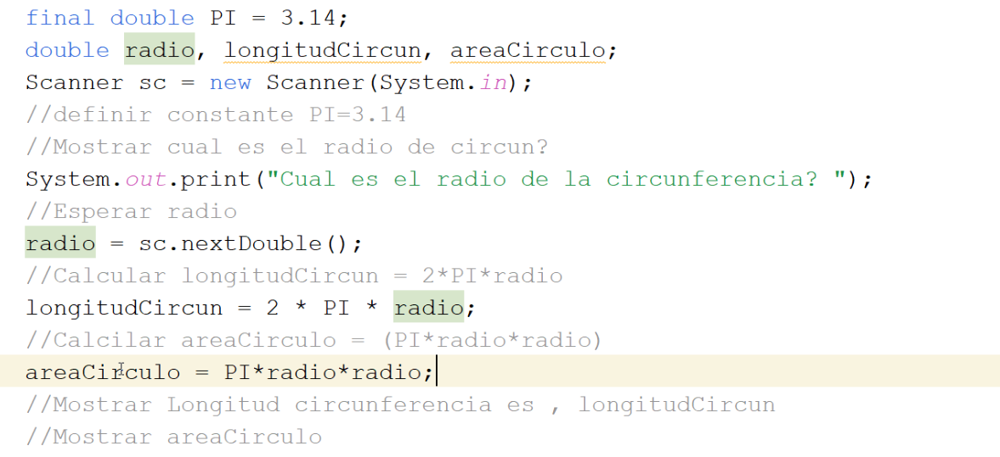 final double PI = 3.14;
double radio, longitudCircun, areaCirculo;
Scanner sc = new Scanner(System.in);
//definir constante PI=3.14
//Mostrar cual es el radio de circun?
System.out.print("Cual es el radio de la circunferencia? ");
//Esperar radio
radio = sc.nextDouble();
//Calcular longitudCircun = 2*PI*radio
longitudCircun = 2 * PI * radio;
//Calcilar areaCirculo = (PI*radio*radio)
areaCirculo = PI*radio*radio;
//Mostrar Longitud circunferencia es , longitudCircun
//Mostrar areaCirculo